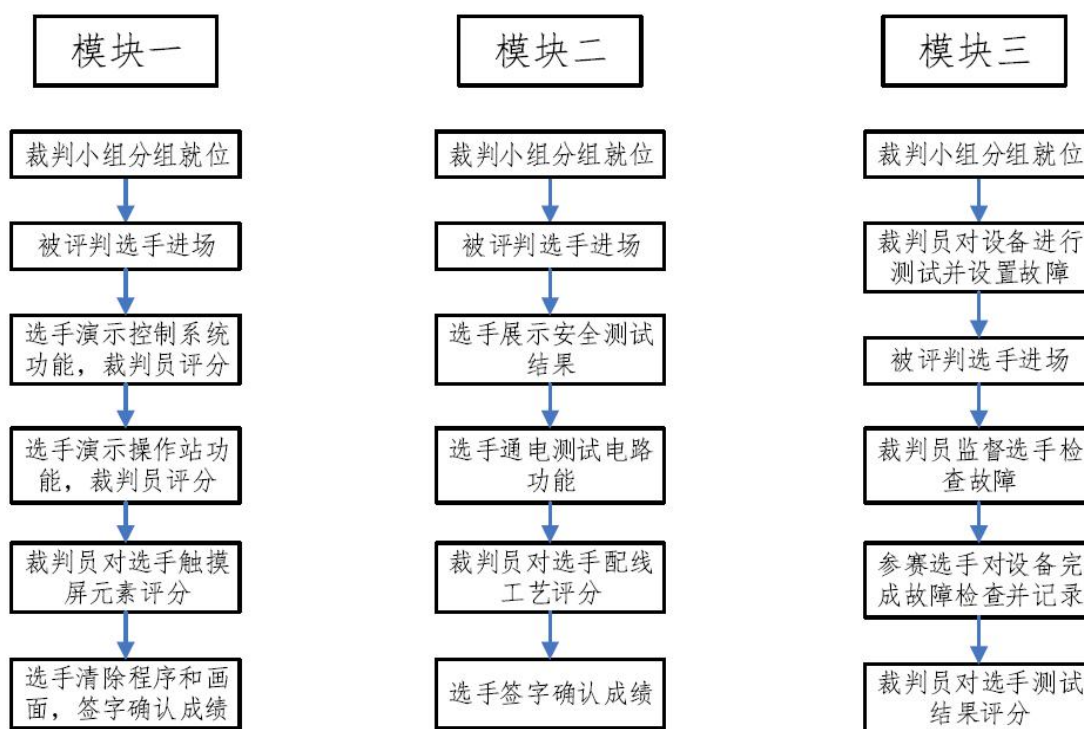 模块一
裁判小组分组就位
被评判选手进场
选手演示控制系统
功能，裁判员评分
选手演示操作站功
能，裁判员评分
裁判员对选手触摸
屏元素评分
选手清除程序和画
面，签字确认成绩
模块二
裁判小组分组就位
被评判选手进场
选手展示安全测试
结果
选手通电测试电路
功能
裁判员对选手配线
工艺评分
选手签字确认成绩
模块三
裁判小组分组就位
裁判员对设备进行
测试并设置故障
被评判选手进场
裁判员监督选手检
查故障
参赛选手对设备完
成故障检查并记录
裁判员对选手测试
结果评分